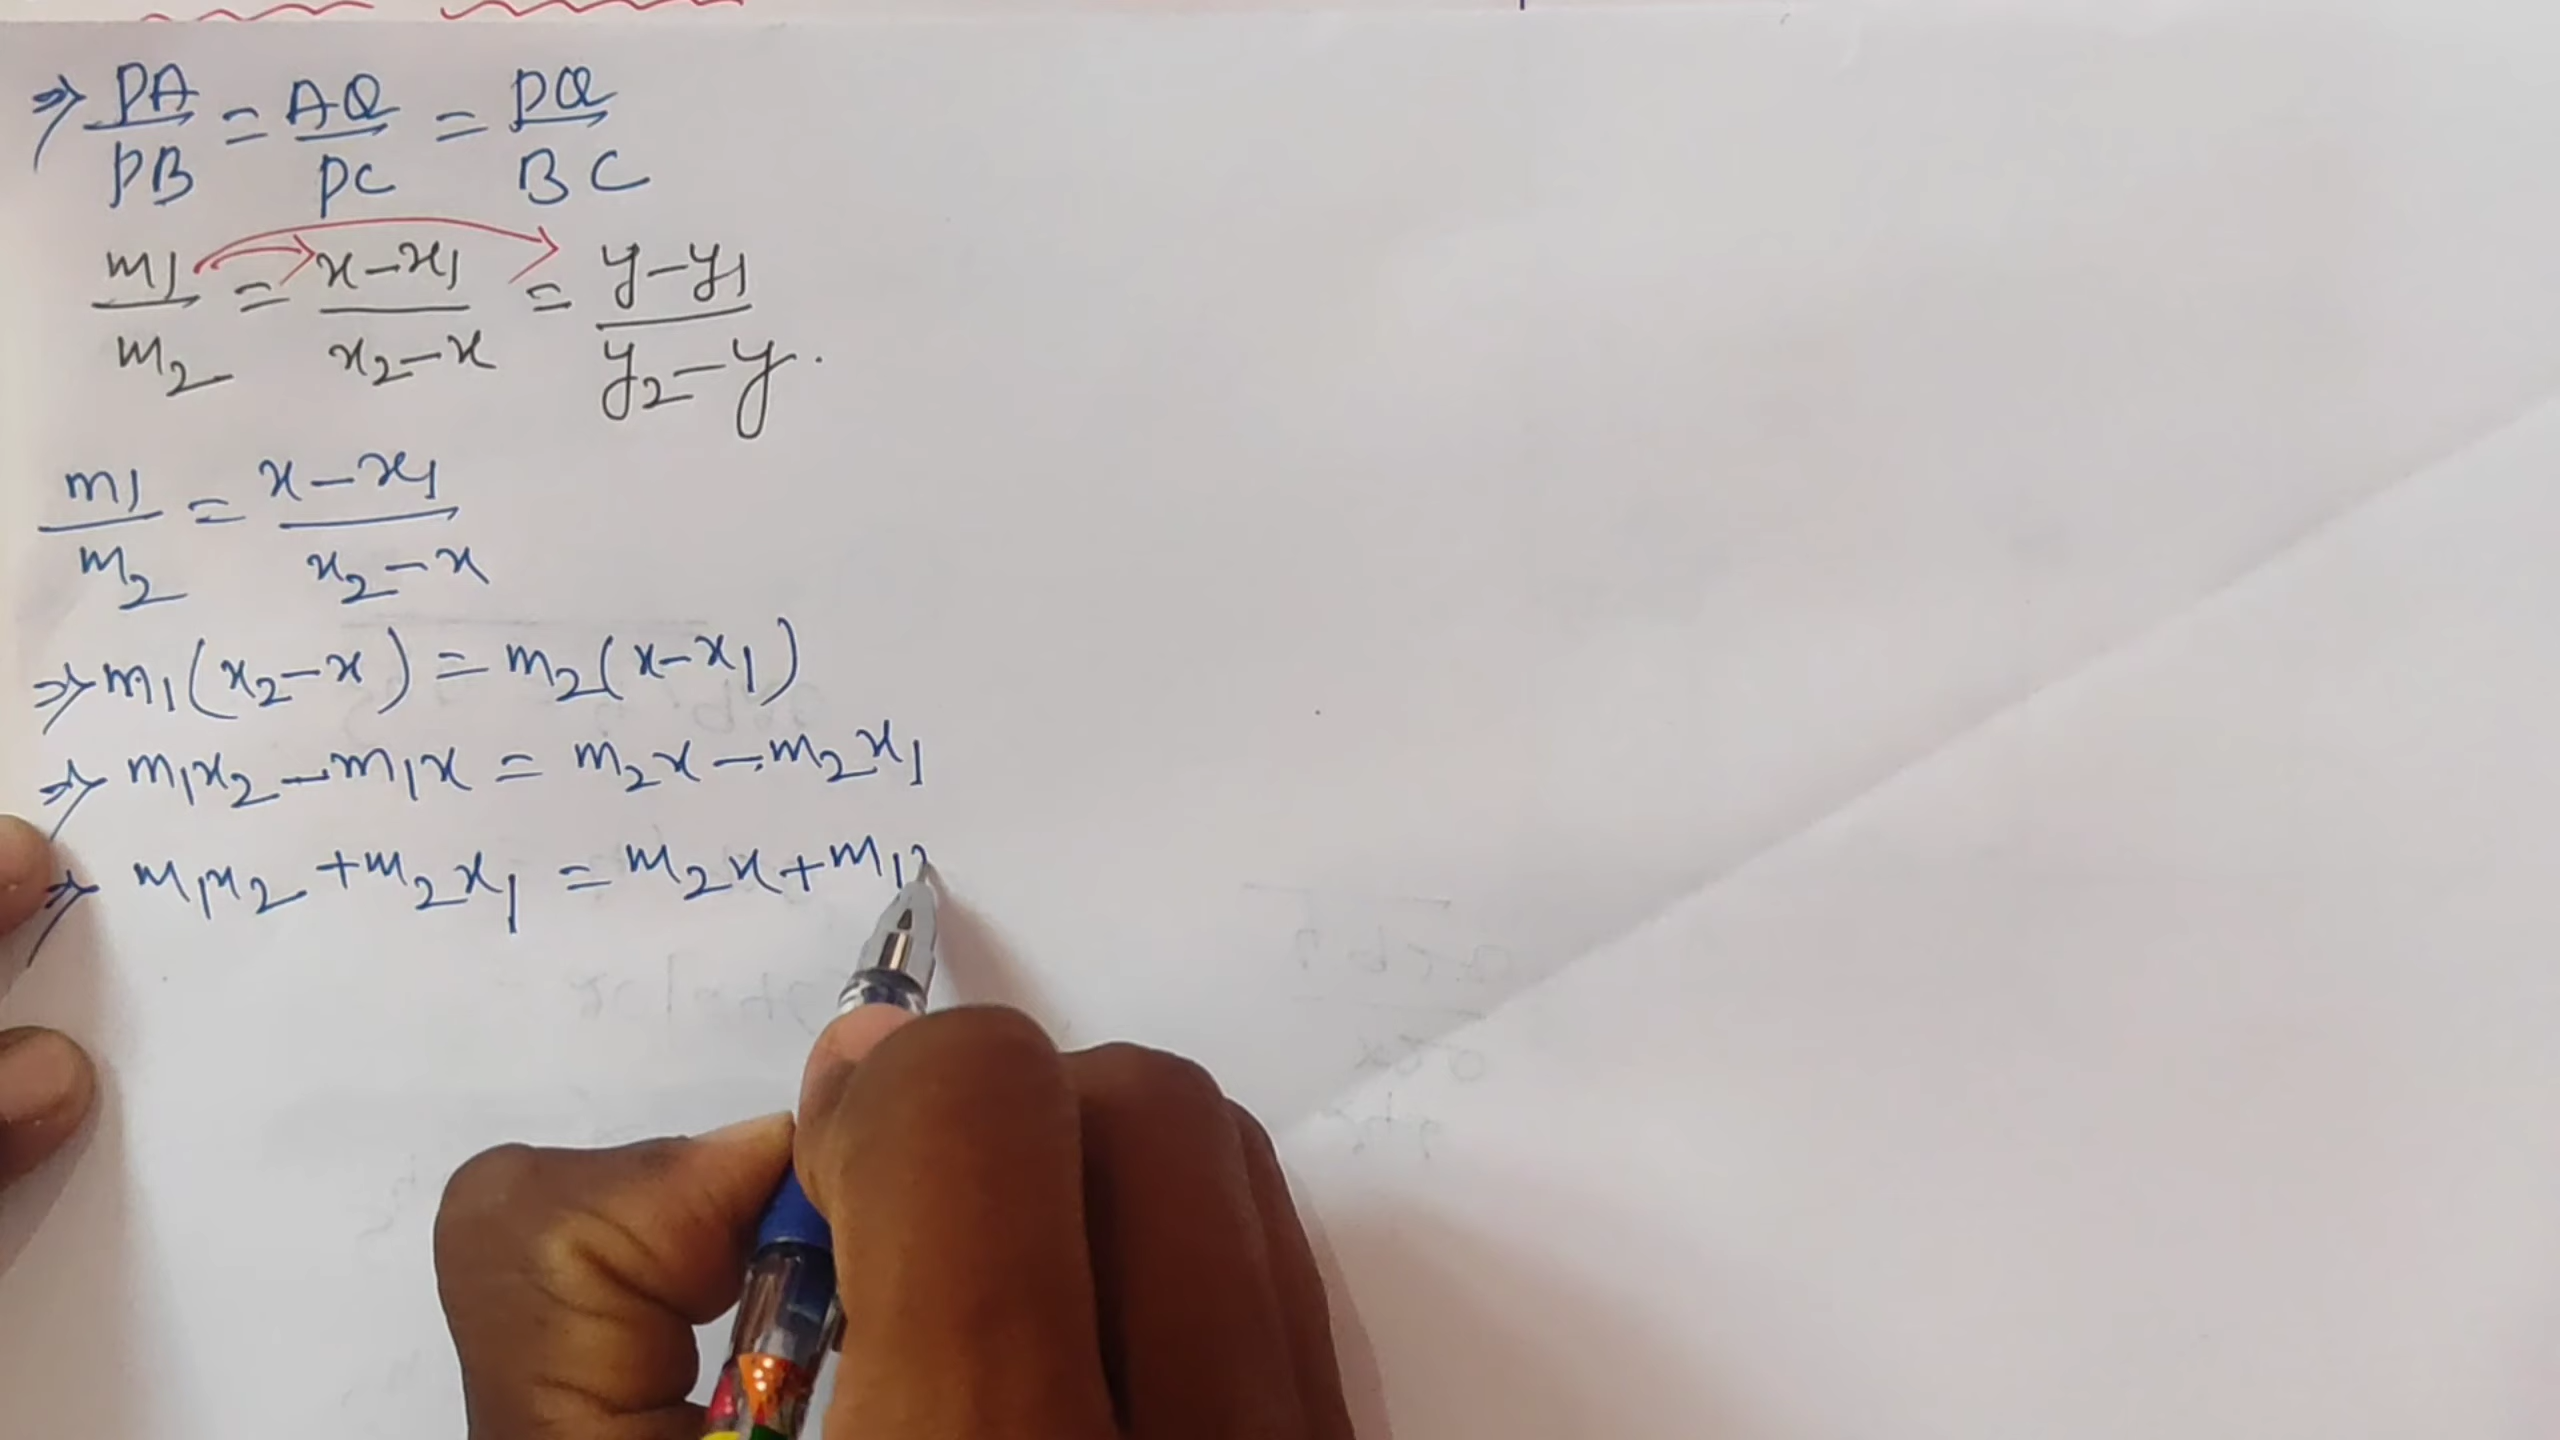 ⇒ PA/PB = AQ/PC = PQ/BC
m1/m2 = x-x1/x2-x = y-y1/y2-y.
m1/m2 = x-x1/x2-x
⇒ m1(x2-x) = m2(x-x1)
⇒ m1x2-m1x = m2x-m2x1
⇒ m1x2+m2x1 = m2x+m1